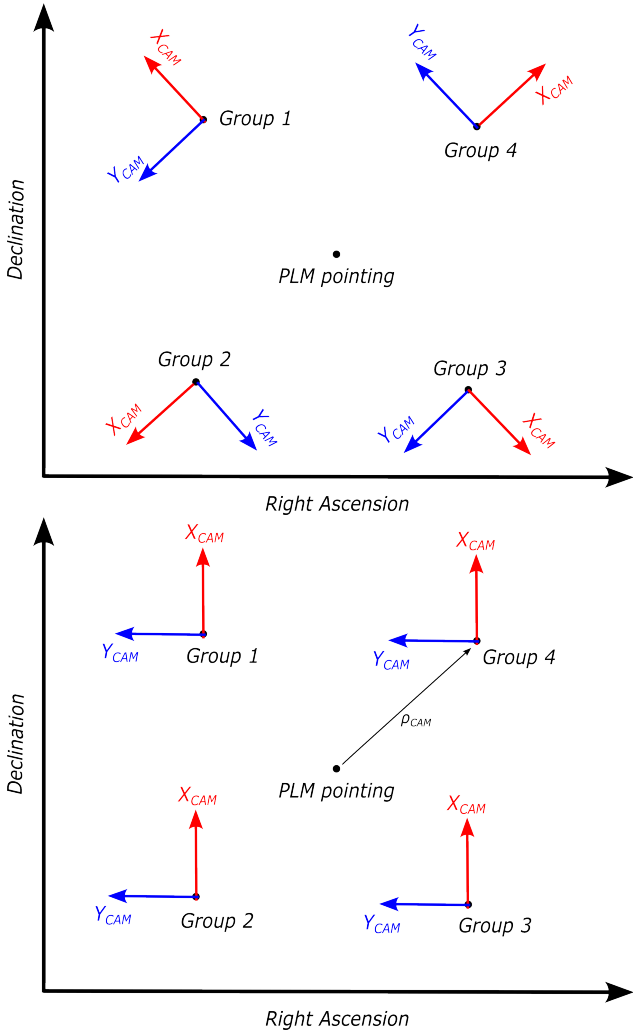 X_CAM
Y_CAM
Group 1
Y_CAM
X_CAM
Group 4
PLM pointing
Declination
Group 2
X_CAM
Y_CAM
Group 3
Y_CAM
X_CAM
Right Ascension
X_CAM
Y_CAM
Group 1
X_CAM
Y_CAM
Group 4
ρ_CAM
PLM pointing
Declination
X_CAM
Y_CAM
Group 2
X_CAM
Y_CAM
Group 3
Right Ascension